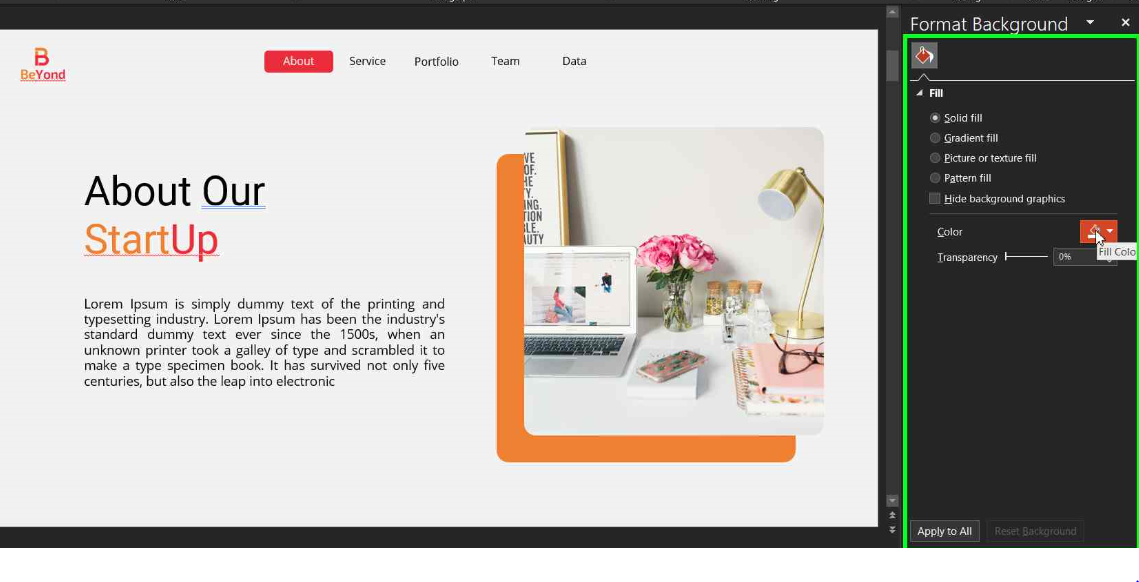 Format Background
B
BeYond
About Service Portfolio Team Data
Fill
Solid fill
Gradient fill
Picture or texture fill
Pattern fill
Hide background graphics
Color
Fill Colo
Transparency 0%
About Our
StartUp
Lorem Ipsum is simply dummy text of the printing and
typesetting industry. Lorem Ipsum has been the industry's
standard dummy text ever since the 1500s, when an
unknown printer took a galley of type and scrambled it to
make a type specimen book. It has survived not only five
centuries, but also the leap into electronic
Apply to All Reset Background